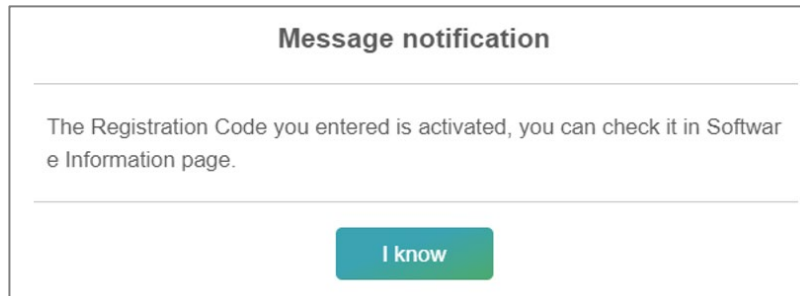 Message notification
The Registration Code you entered is activated, you can check it in Softwar
e Information page.
I know